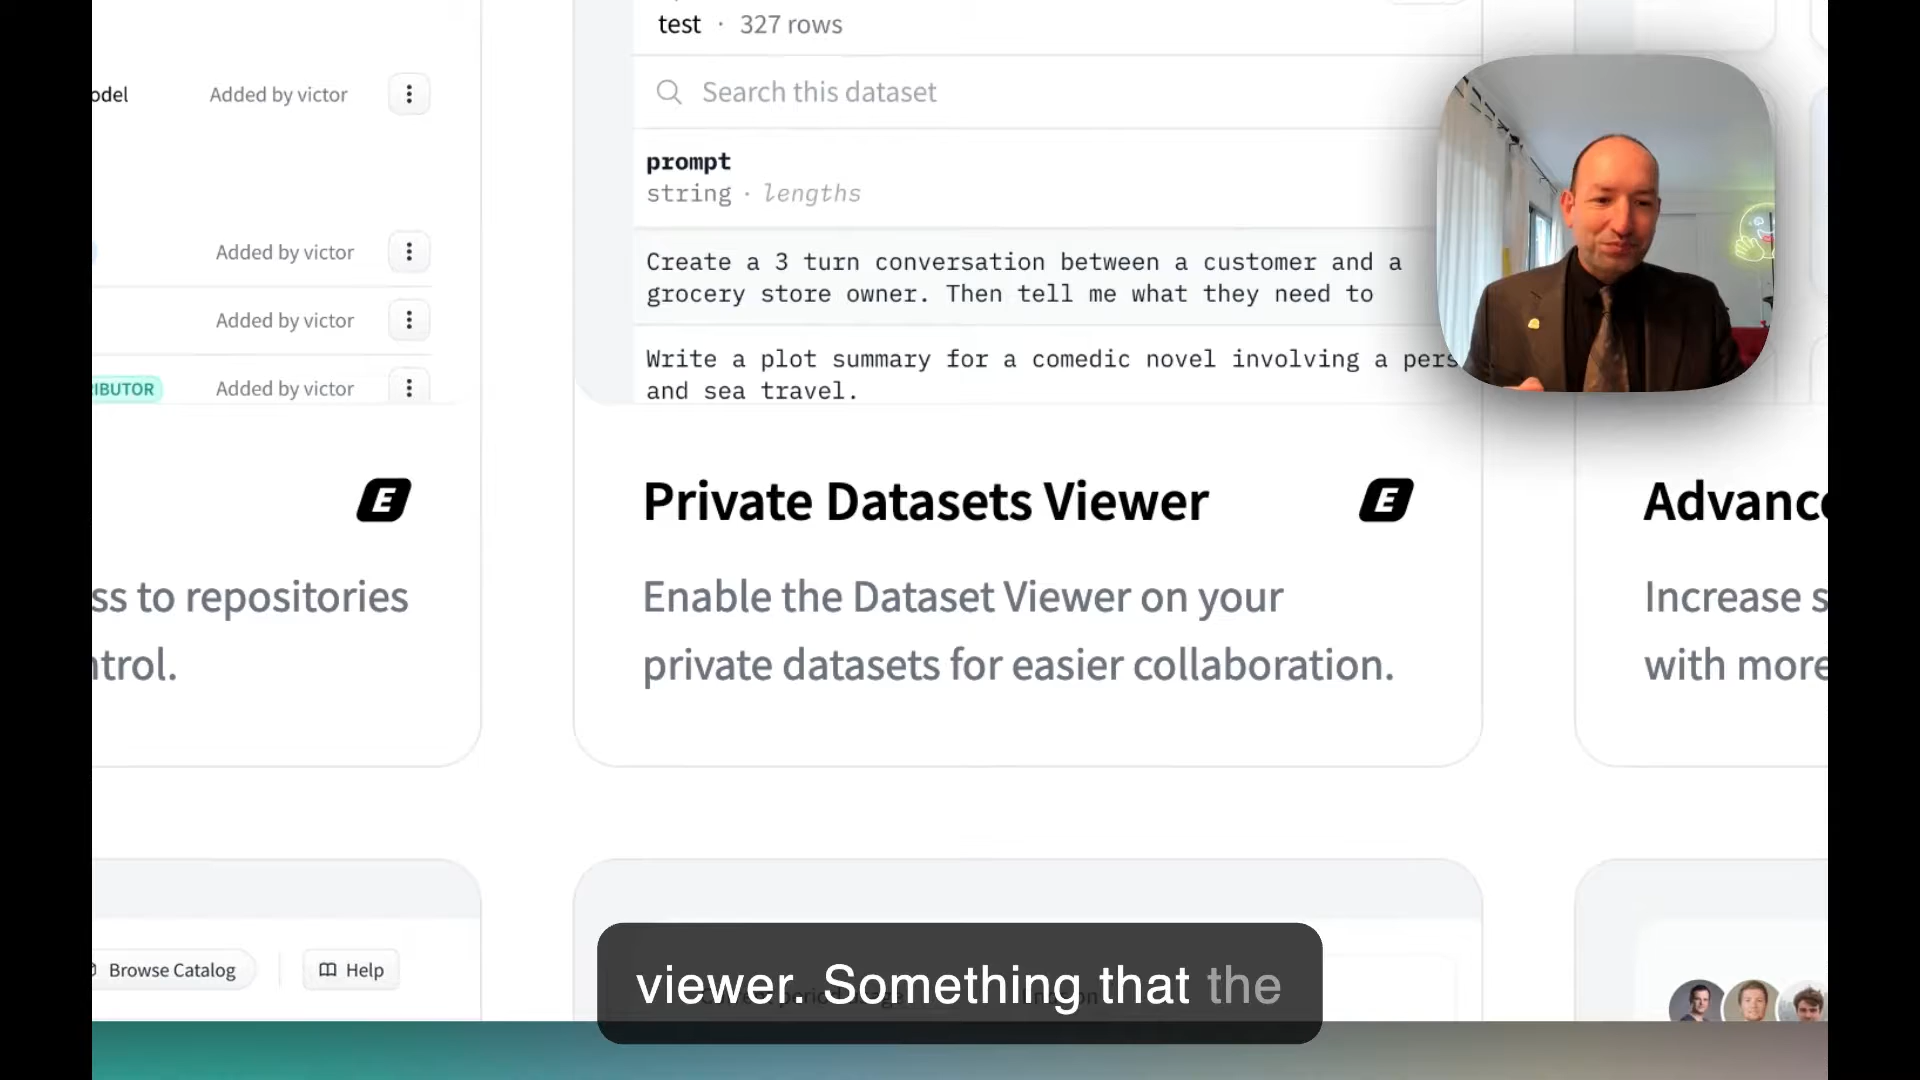 odel
Added by victor
Added by victor
Added by victor
IBUTOR
Added by victor
E
ss to repositories
ntrol.
Browse Catalog
Help
test · 327 rows
Search this dataset
prompt
string · lengths
Create a 3 turn conversation between a customer and a
grocery store owner. Then tell me what they need to
Write a plot summary for a comedic novel involving a pers
and sea travel.
Private Datasets Viewer
E
Enable the Dataset Viewer on your
private datasets for easier collaboration.
Advanc
Increase s
with more
viewer. Something that the